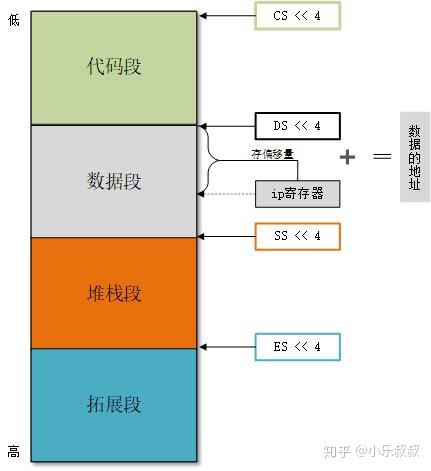 低
CS << 4
代码段
DS << 4
存偏移量
+ =
数据的地址
数据段
ip寄存器
SS << 4
堆栈段
ES << 4
拓展段
高
知乎 @小乐叔叔